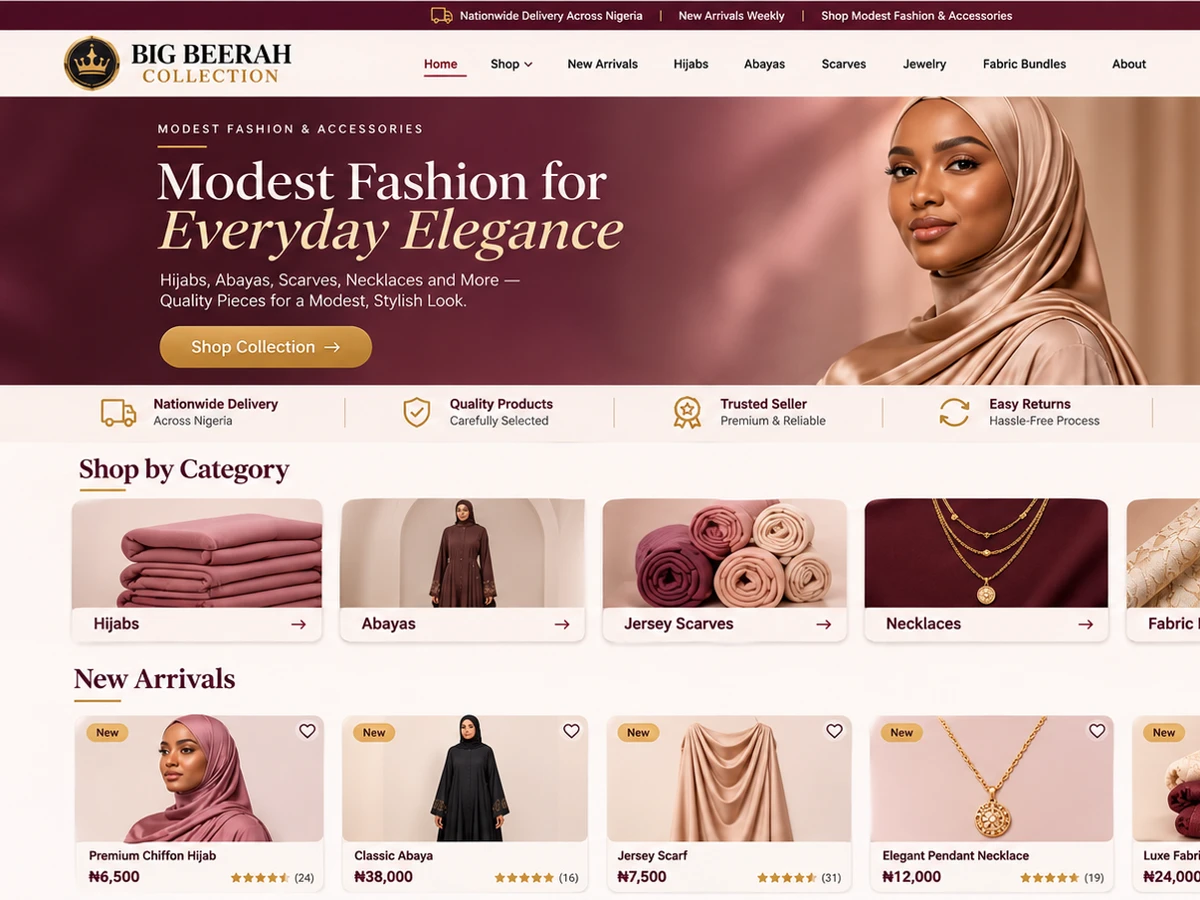 Nationwide Delivery Across Nigeria | New Arrivals Weekly | Shop Modest Fashion & Accessories
BIG BEERAH
COLLECTION
Home Shop New Arrivals Hijabs Abayas Scarves Jewelry Fabric Bundles About
MODEST FASHION & ACCESSORIES
Modest Fashion for
Everyday Elegance
Hijabs, Abayas, Scarves, Necklaces and More —
Quality Pieces for a Modest, Stylish Look.
Shop Collection →
Nationwide Delivery
Across Nigeria
Quality Products
Carefully Selected
Trusted Seller
Premium & Reliable
Easy Returns
Hassle-Free Process
Shop by Category
Hijabs →
Abayas →
Jersey Scarves →
Necklaces →
Fabric
New Arrivals
New
Premium Chiffon Hijab
₦6,500 (24)
New
Classic Abaya
₦38,000 (16)
New
Jersey Scarf
₦7,500 (31)
New
Elegant Pendant Necklace
₦12,000 (19)
New
Luxe
₦24,000